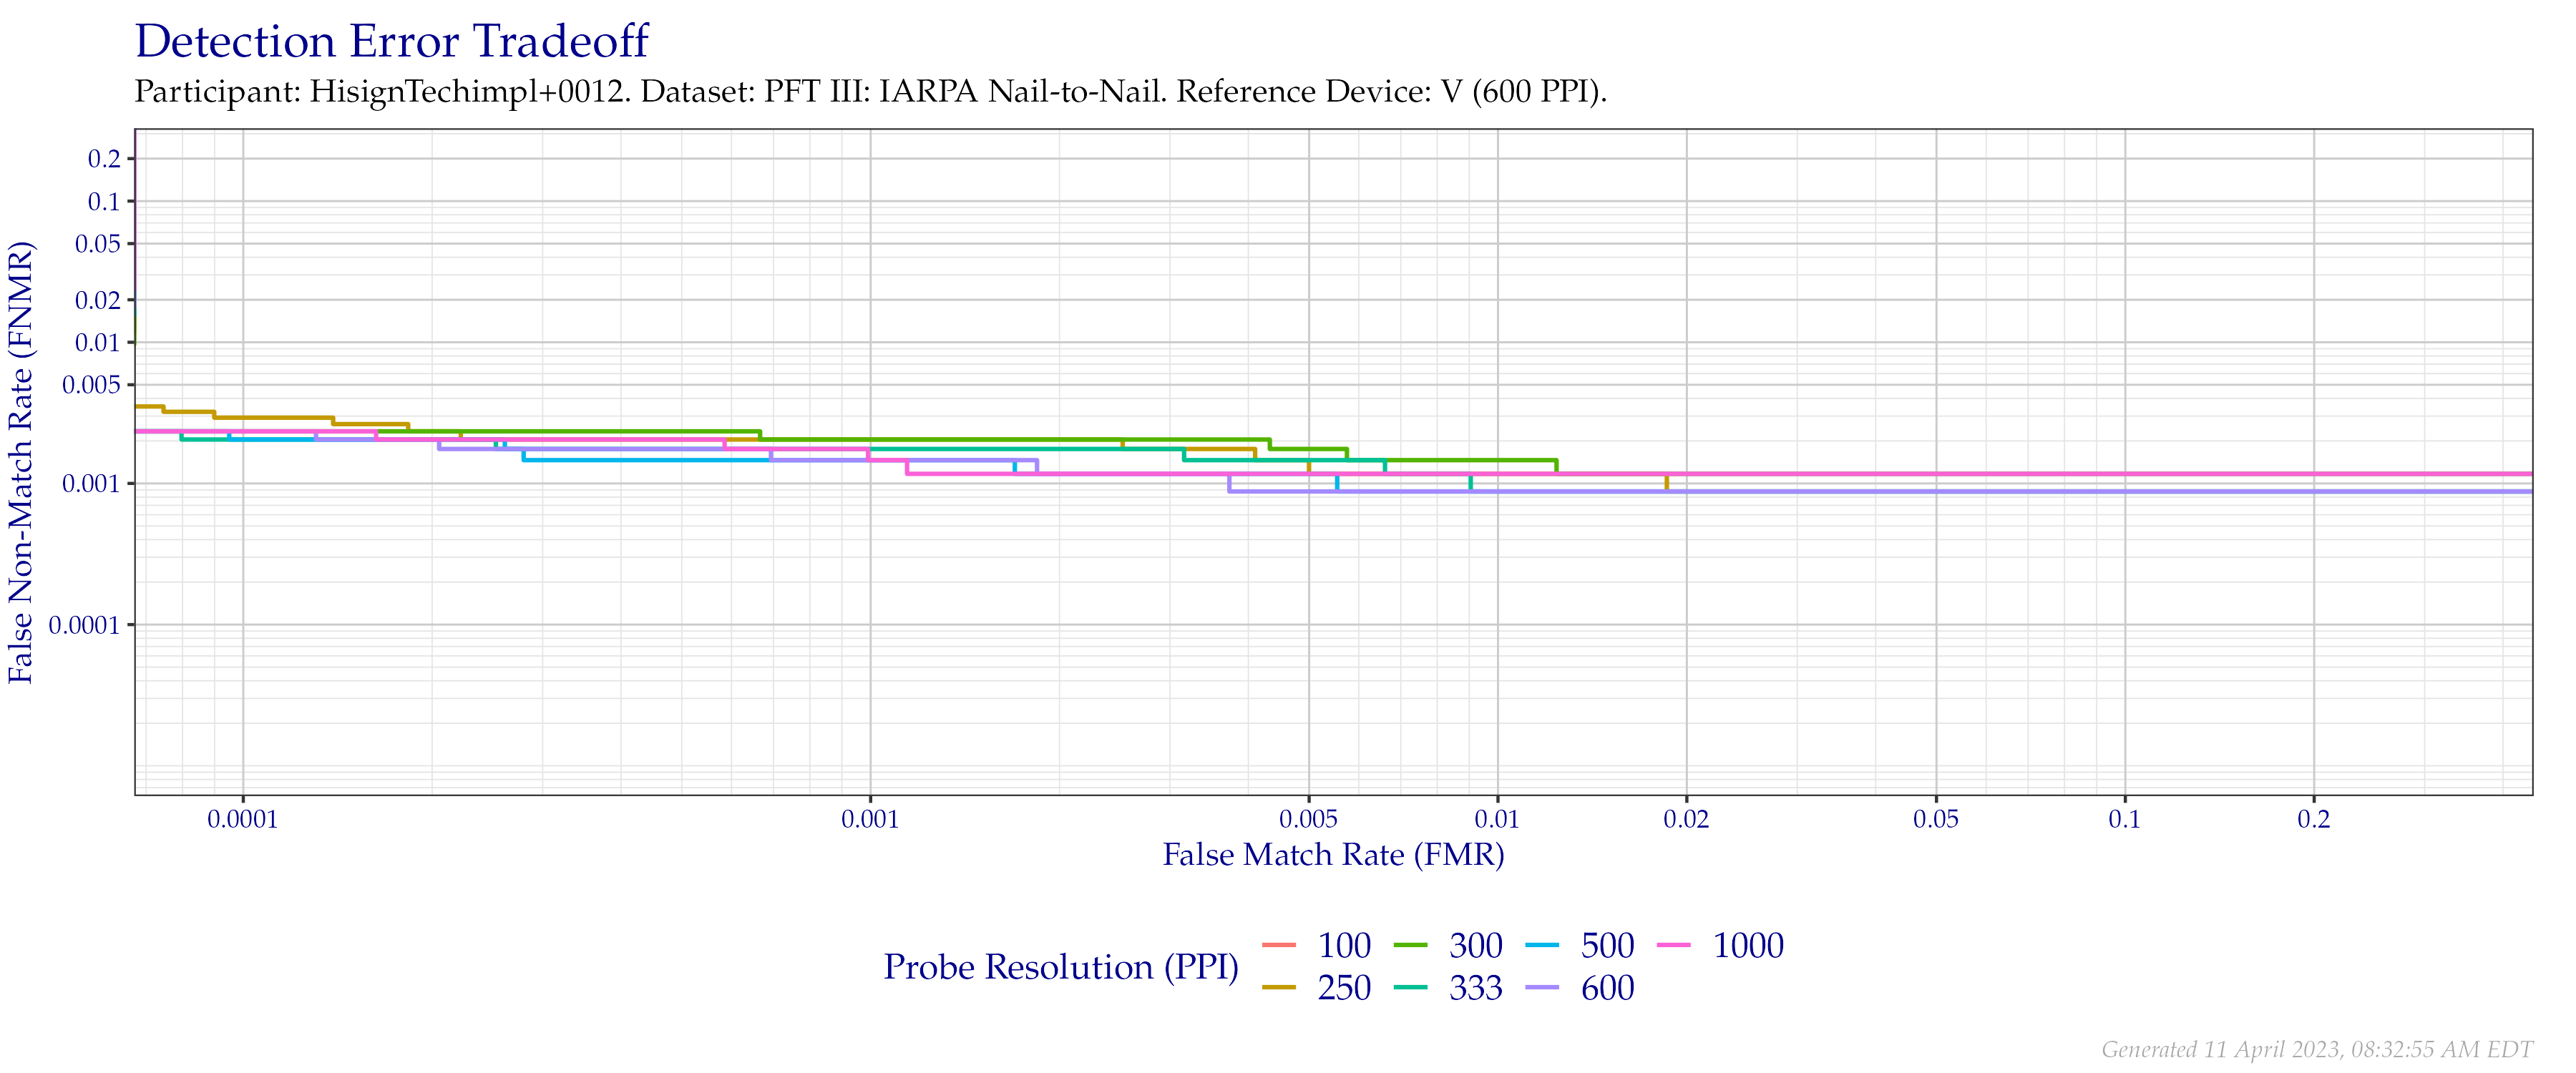 Detection Error Tradeoff
Participant: HisignTechimpl+0012. Dataset: PFT III: IARPA Nail-to-Nail. Reference Device: V (600 PPI).
False Non-Match Rate (FNMR)
0.2
0.1
0.05
0.02
0.01
0.005
0.001
0.0001
0.0001 0.001 0.005 0.01 0.02 0.05 0.1 0.2
False Match Rate (FMR)
Probe Resolution (PPI)
100 300 500 1000
250 333 600
Generated 11 April 2023, 08:32:55 AM EDT